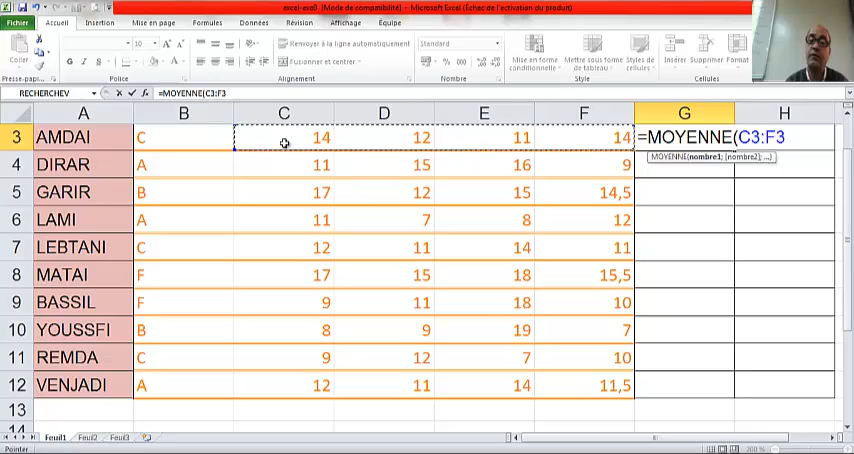 excel-exo9 [Mode de compatibilité] - Microsoft Excel (Échec de l'activation du produit)
Fichier Accueil Insertion Mise en page Formules Données Révision Affichage Équipe
Coller
10
Renvoyer à la ligne automatiquement
Standard
G I S
Fusionner et centrer
% 000
Mise en forme conditionnelle
Mettre sous forme de tableau
Styles de cellules
Insérer Supprimer Format
Presse-pap... Police Alignement Nombre Style Cellules
RECHERCHEV fx =MOYENNE(C3:F3
A B C D E F G H
3 AMDAI C 14 12 11 14 =MOYENNE(C3:F3
MOYENNE(nombre1; [nombre2]; ...)
4 DIRAR A 11 15 16 9
5 GARIR B 17 12 15 14,5
6 LAMI A 11 7 8 12
7 LEBTANI C 12 11 14 11
8 MATAI F 17 15 18 15,5
9 BASSIL F 9 11 18 10
10 YOUSSFI B 8 9 19 7
11 REMDA C 9 12 7 10
12 VENJADI A 12 11 14 11,5
13
14
Feuil1 Feuil2 Feuil3
Pointer 200 %